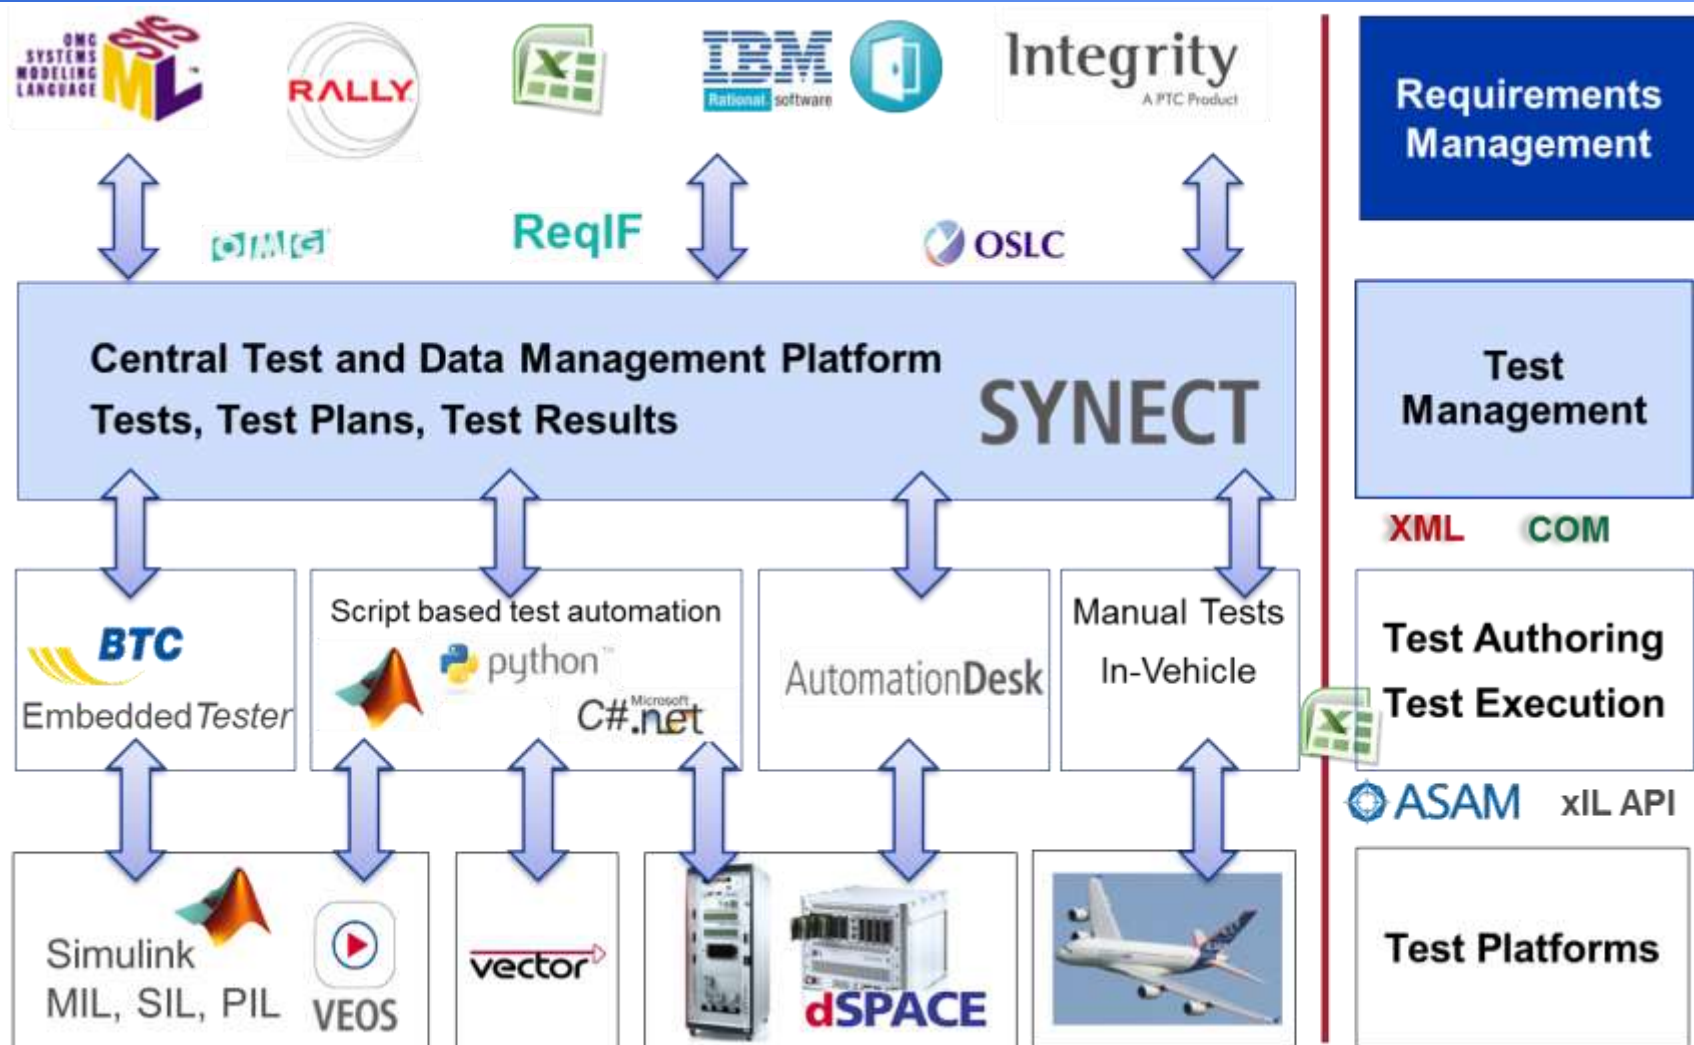 OMG
SYSTEMS
MODELING
LANGUAGE
SYS
ML™
RALLY
IBM
Rational software
Integrity
A PTC Product
Requirements
Management
OMG
ReqIF
OSLC
Central Test and Data Management Platform
Tests, Test Plans, Test Results
SYNECT
Test
Management
XML
COM
BTC
EmbeddedTester
Script based test automation
python™
C#
Microsoft
.net
AutomationDesk
Manual Tests
In-Vehicle
Test Authoring
Test Execution
ASAM
xIL API
Simulink
MIL, SIL, PIL
VEOS
vector
dSPACE
Test Platforms